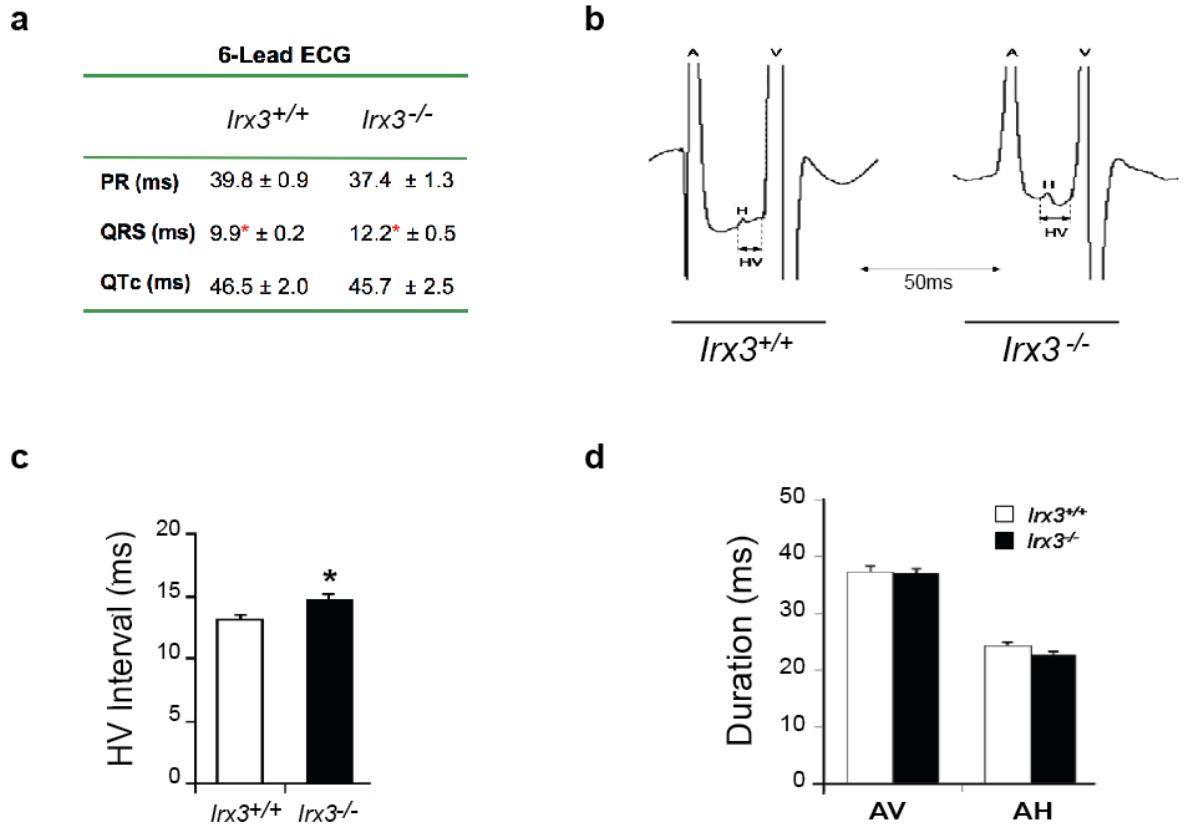 a
6-Lead ECG
Irx3+/+ Irx3-/-
PR (ms) 39.8 ± 0.9 37.4 ± 1.3
QRS (ms) 9.9* ± 0.2 12.2* ± 0.5
QTc (ms) 46.5 ± 2.0 45.7 ± 2.5
b
A V A V
H H
HV HV
50ms
Irx3+/+ Irx3-/-
c
HV Interval (ms)
20
15
10
5
0
*
Irx3+/+ Irx3-/-
d
Duration (ms)
50
40
30
20
10
0
Irx3+/+
Irx3-/-
AV AH